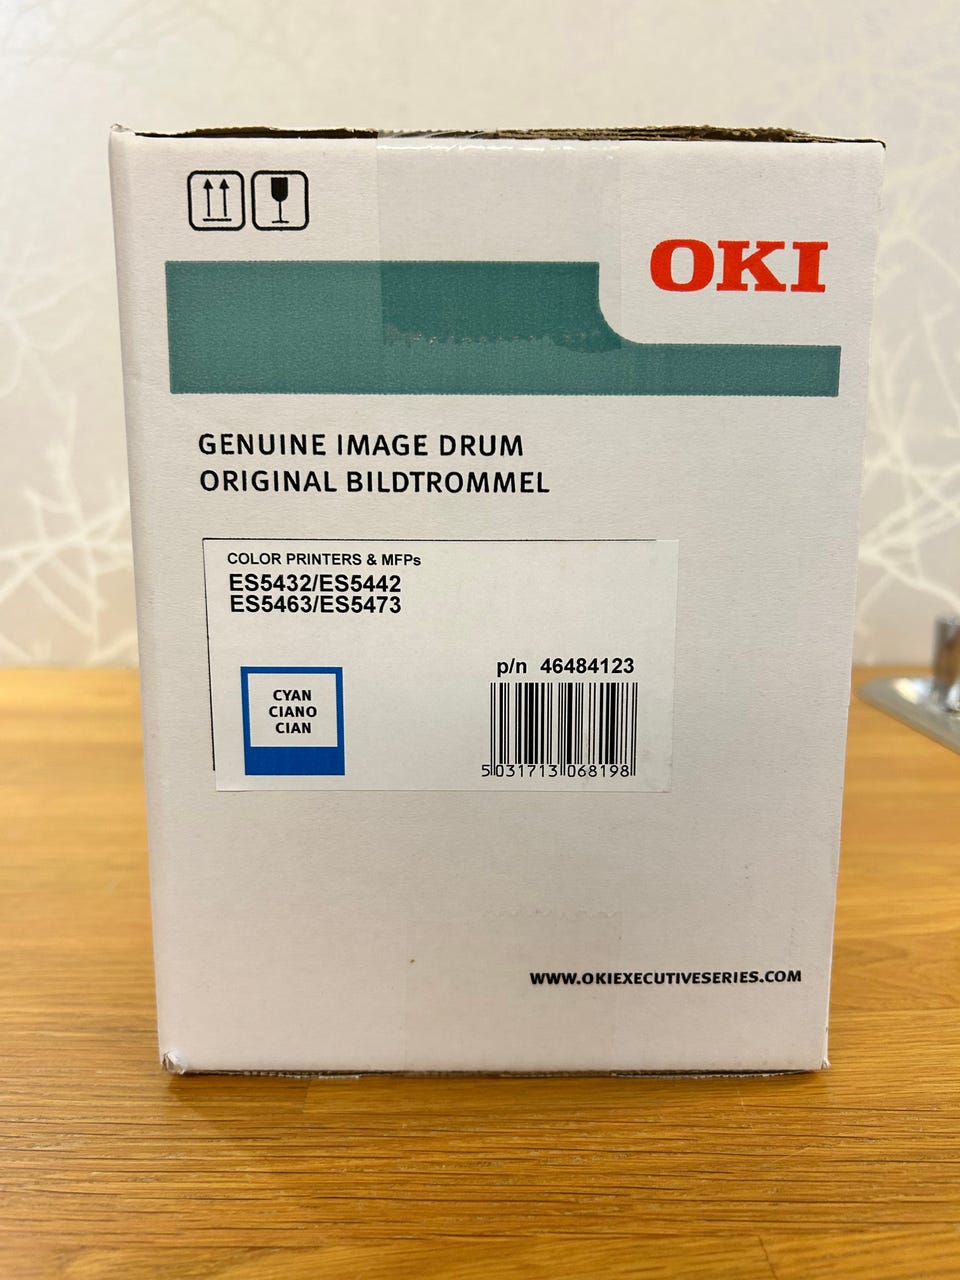 OKI
GENUINE IMAGE DRUM
ORIGINAL BILDTROMMEL
COLOR PRINTERS & MFPs
ES5432/ES5442
ES5463/ES5473
CYAN
CIANO
CIAN
p/n 46484123
5 031713 068198
WWW.OKIEXECUTIVESERIES.COM